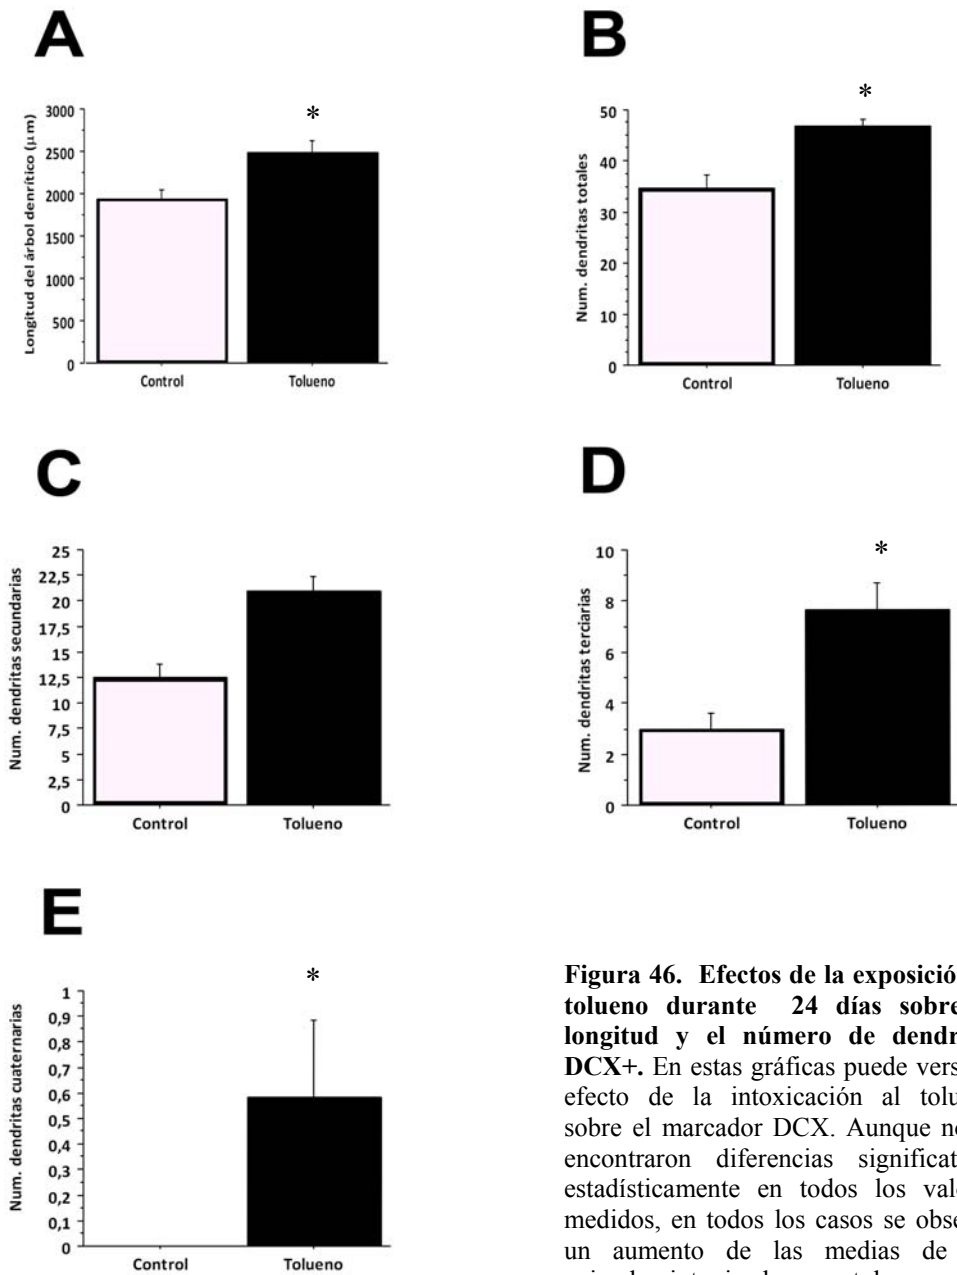 A
*
Longitud del árbol denrítico (µm)
3000
2500
2000
1500
1000
500
0
Control Tolueno
B
*
Num. dendritas totales
50
40
30
20
10
0
Control Tolueno
C
Num. dendritas secundarias
25
22,5
20
17,5
15
12,5
10
7,5
5
2,5
0
Control Tolueno
D
*
Num. dendritas terciarias
10
8
6
4
2
0
Control Tolueno
E
*
Num. dendritas cuaternarias
1
0,9
0,8
0,7
0,6
0,5
0,4
0,3
0,2
0,1
0
Control Tolueno
Figura 46. Efectos de la exposició
tolueno durante 24 días sobre
longitud y el número de dendr
DCX+. En estas gráficas puede vers
efecto de la intoxicación al tolu
sobre el marcador DCX. Aunque no
encontraron diferencias significat
estadísticamente en todos los val
medidos, en todos los casos se obse
un aumento de las medias de